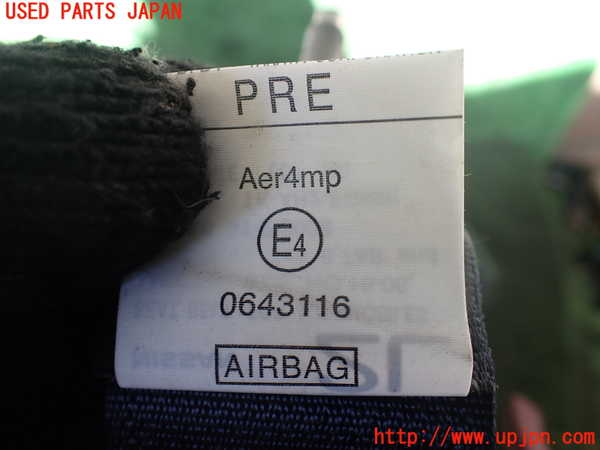 USED PARTS JAPAN
PRE
Aer4mp
E4
0643116
AIRBAG
http://www.upjpn.com